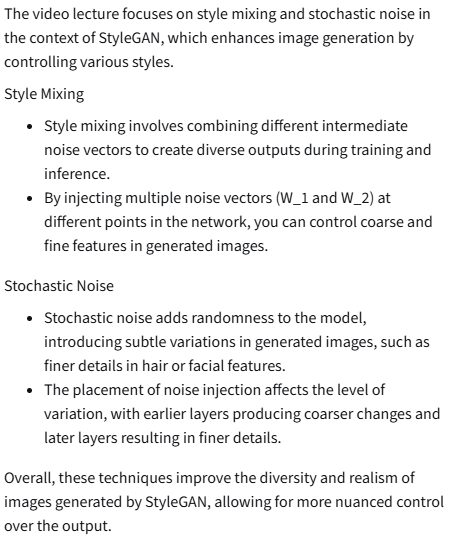 The video lecture focuses on style mixing and stochastic noise in
the context of StyleGAN, which enhances image generation by
controlling various styles.
Style Mixing
• Style mixing involves combining different intermediate
noise vectors to create diverse outputs during training and
inference.
• By injecting multiple noise vectors (W_1 and W_2) at
different points in the network, you can control coarse and
fine features in generated images.
Stochastic Noise
• Stochastic noise adds randomness to the model,
introducing subtle variations in generated images, such as
finer details in hair or facial features.
• The placement of noise injection affects the level of
variation, with earlier layers producing coarser changes and
later layers resulting in finer details.
Overall, these techniques improve the diversity and realism of
images generated by StyleGAN, allowing for more nuanced control
over the output.